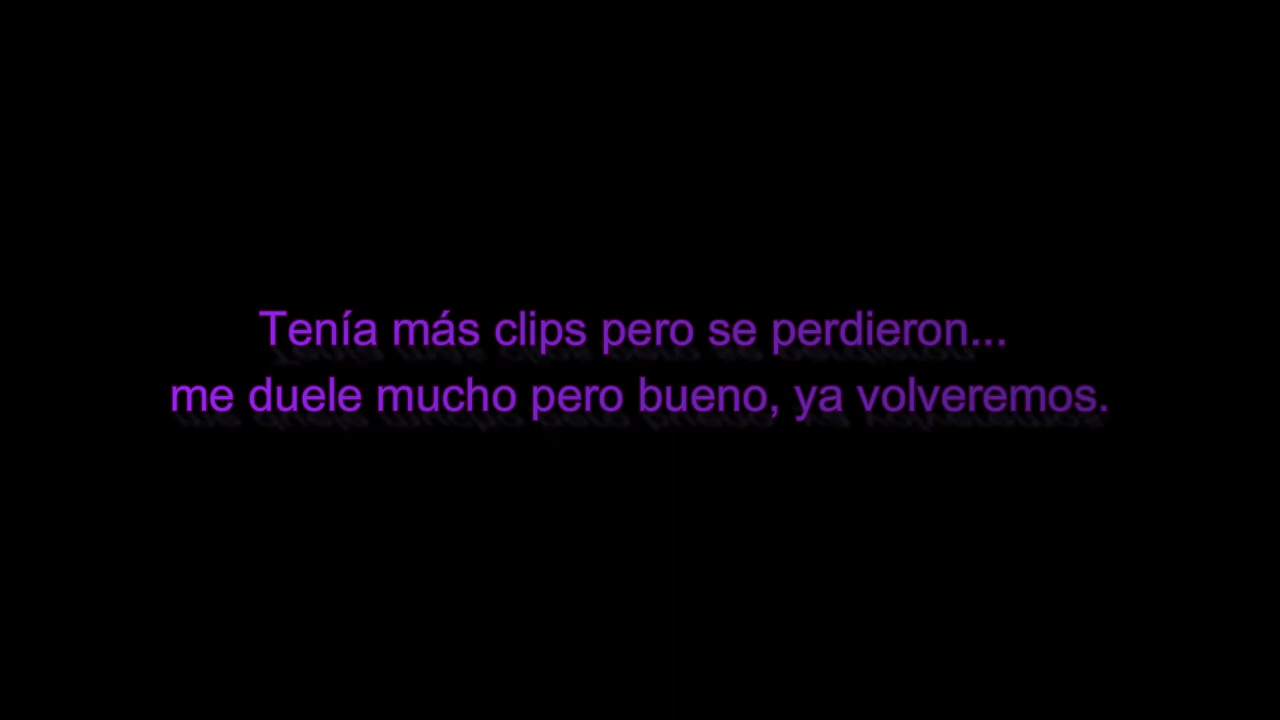 Tenía más clips pero se perdieron...
me duele mucho pero bueno, ya volveremos.